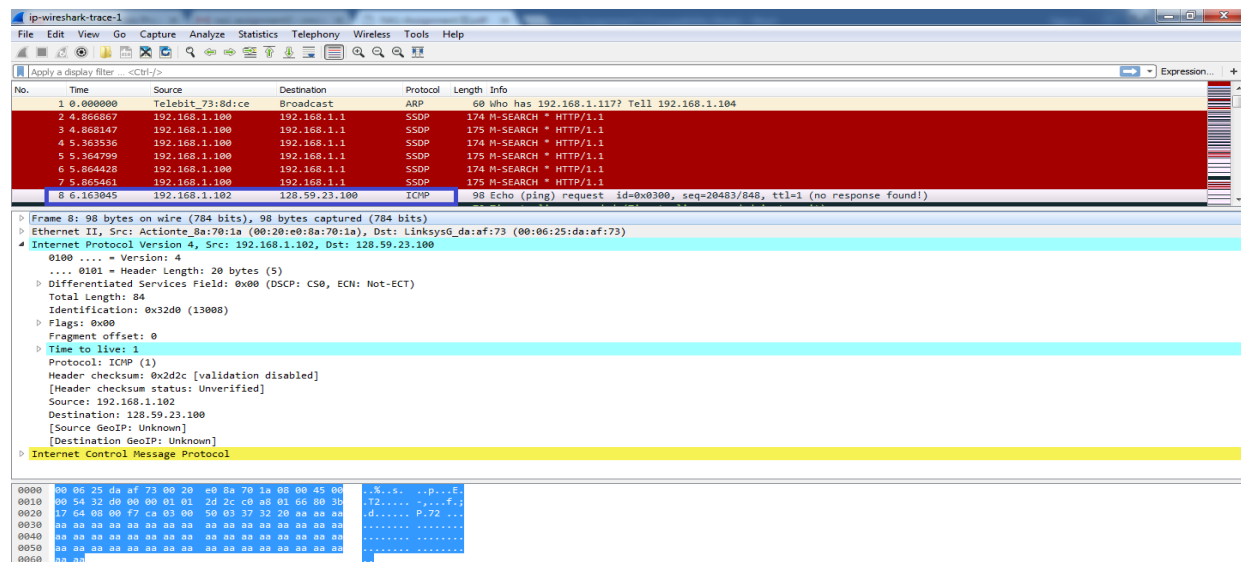 ip-wireshark-trace-1
File Edit View Go Capture Analyze Statistics Telephony Wireless Tools Help
Apply a display filter ... <Ctrl-/>
Expression... +
No. Time Source Destination Protocol Length Info
1 0.000000 Telebit_73:8d:ce Broadcast ARP 60 Who has 192.168.1.117? Tell 192.168.1.104
2 4.866867 192.168.1.100 192.168.1.1 SSDP 174 M-SEARCH * HTTP/1.1
3 4.868147 192.168.1.100 192.168.1.1 SSDP 175 M-SEARCH * HTTP/1.1
4 5.363536 192.168.1.100 192.168.1.1 SSDP 174 M-SEARCH * HTTP/1.1
5 5.364799 192.168.1.100 192.168.1.1 SSDP 175 M-SEARCH * HTTP/1.1
6 5.864428 192.168.1.100 192.168.1.1 SSDP 174 M-SEARCH * HTTP/1.1
7 5.865461 192.168.1.100 192.168.1.1 SSDP 175 M-SEARCH * HTTP/1.1
8 6.163045 192.168.1.102 128.59.23.100 ICMP 98 Echo (ping) request id=0x0300, seq=20483/848, ttl=1 (no response found!)
Frame 8: 98 bytes on wire (784 bits), 98 bytes captured (784 bits)
Ethernet II, Src: Actionte_8a:70:1a (00:20:e0:8a:70:1a), Dst: LinksysG_da:af:73 (00:06:25:da:af:73)
Internet Protocol Version 4, Src: 192.168.1.102, Dst: 128.59.23.100
0100 .... = Version: 4
.... 0101 = Header Length: 20 bytes (5)
Differentiated Services Field: 0x00 (DSCP: CS0, ECN: Not-ECT)
Total Length: 84
Identification: 0x32d0 (13008)
Flags: 0x00
Fragment offset: 0
Time to live: 1
Protocol: ICMP (1)
Header checksum: 0x2d2c [validation disabled]
[Header checksum status: Unverified]
Source: 192.168.1.102
Destination: 128.59.23.100
[Source GeoIP: Unknown]
[Destination GeoIP: Unknown]
Internet Control Message Protocol
0000 00 06 25 da af 73 00 20 e0 8a 70 1a 08 00 45 00 ..%..s. ..p...E.
0010 00 54 32 d0 00 00 01 01 2d 2c c0 a8 01 66 80 3b .T2..... -,...f.;
0020 17 64 08 00 f7 ca 03 00 50 03 37 32 20 aa aa aa .d...... P.72 ...
0030 aa aa aa aa aa aa aa aa aa aa aa aa aa aa aa aa ........ ........
0040 aa aa aa aa aa aa aa aa aa aa aa aa aa aa aa aa ........ ........
0050 aa aa aa aa aa aa aa aa aa aa aa aa aa aa aa aa ........ ........
0060 aa aa ..